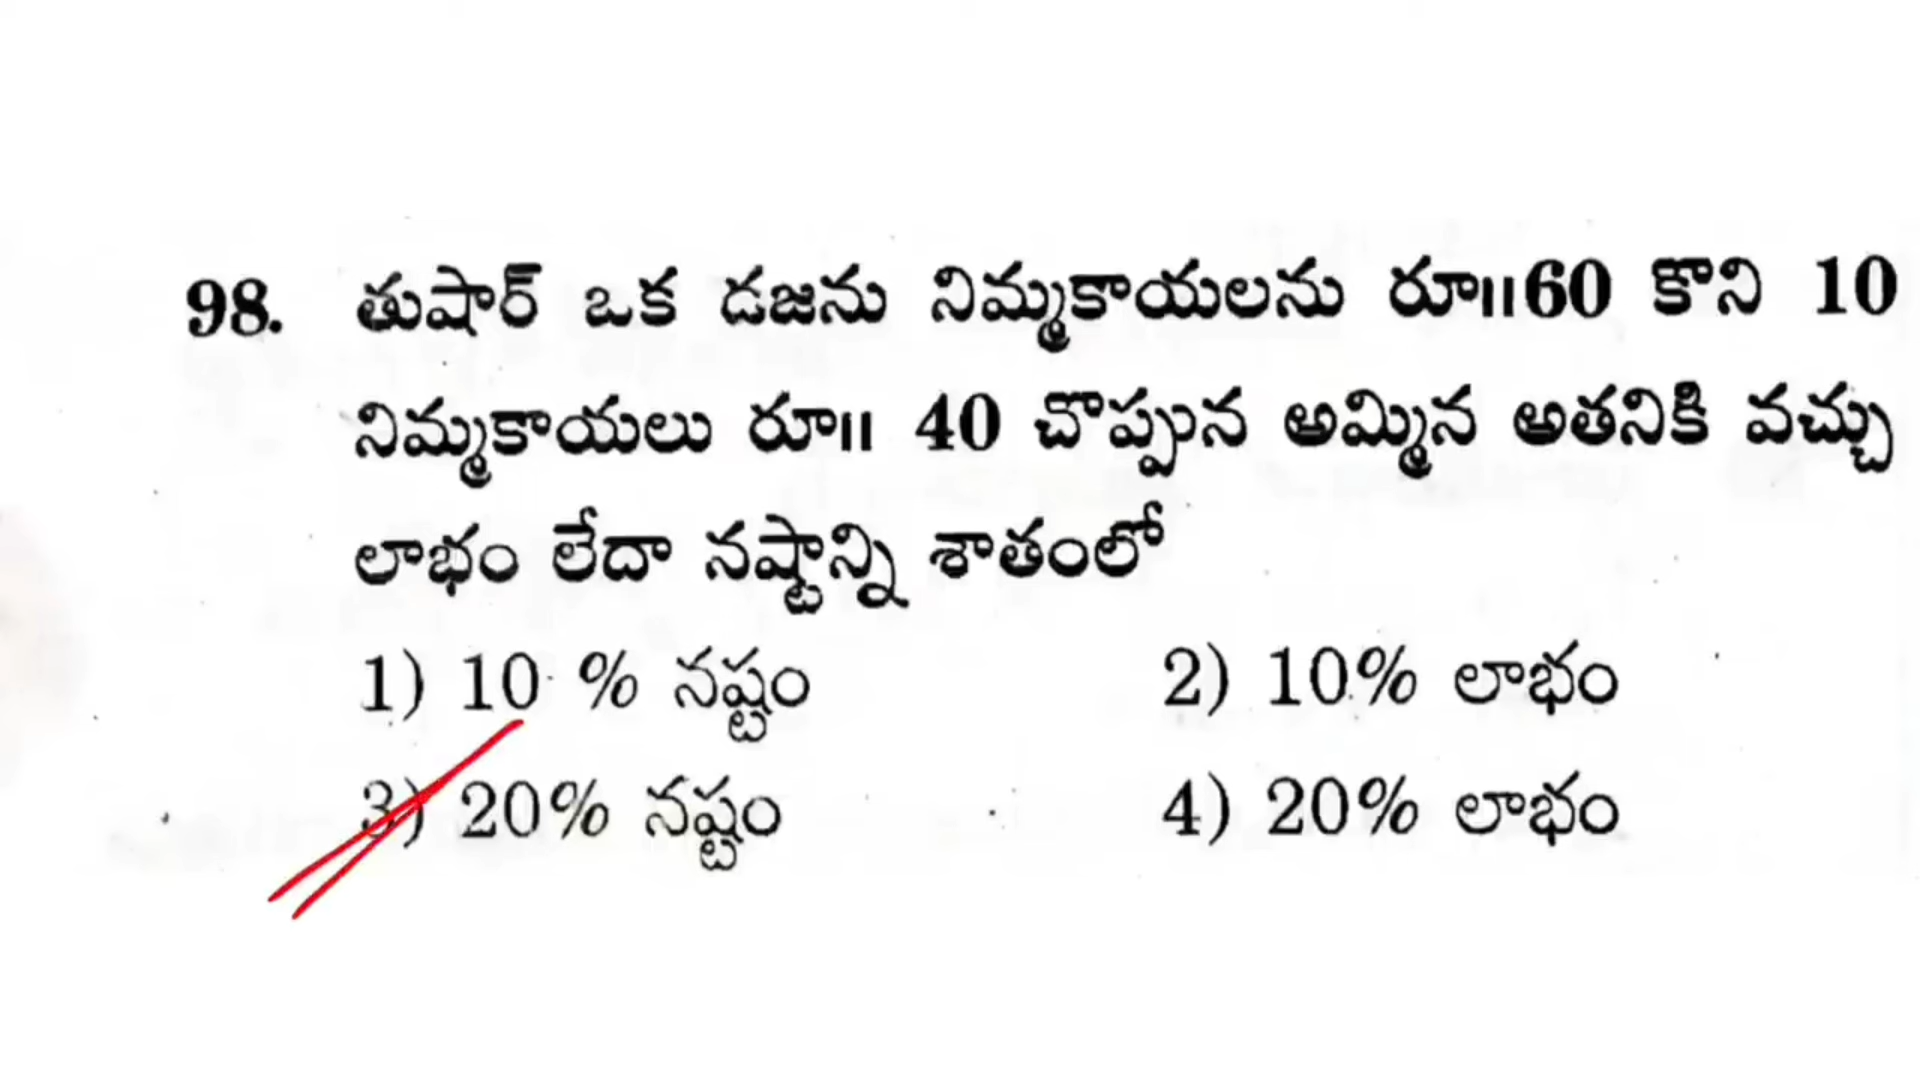 98. తుషార్ ఒక డజను నిమ్మకాయలను రూ॥60 కొని 10
నిమ్మకాయలు రూ॥ 40 చొప్పున అమ్మిన అతనికి వచ్చు
లాభం లేదా నష్టాన్ని శాతంలో
1) 10 % నష్టం 2) 10% లాభం
3) 20% నష్టం 4) 20% లాభం